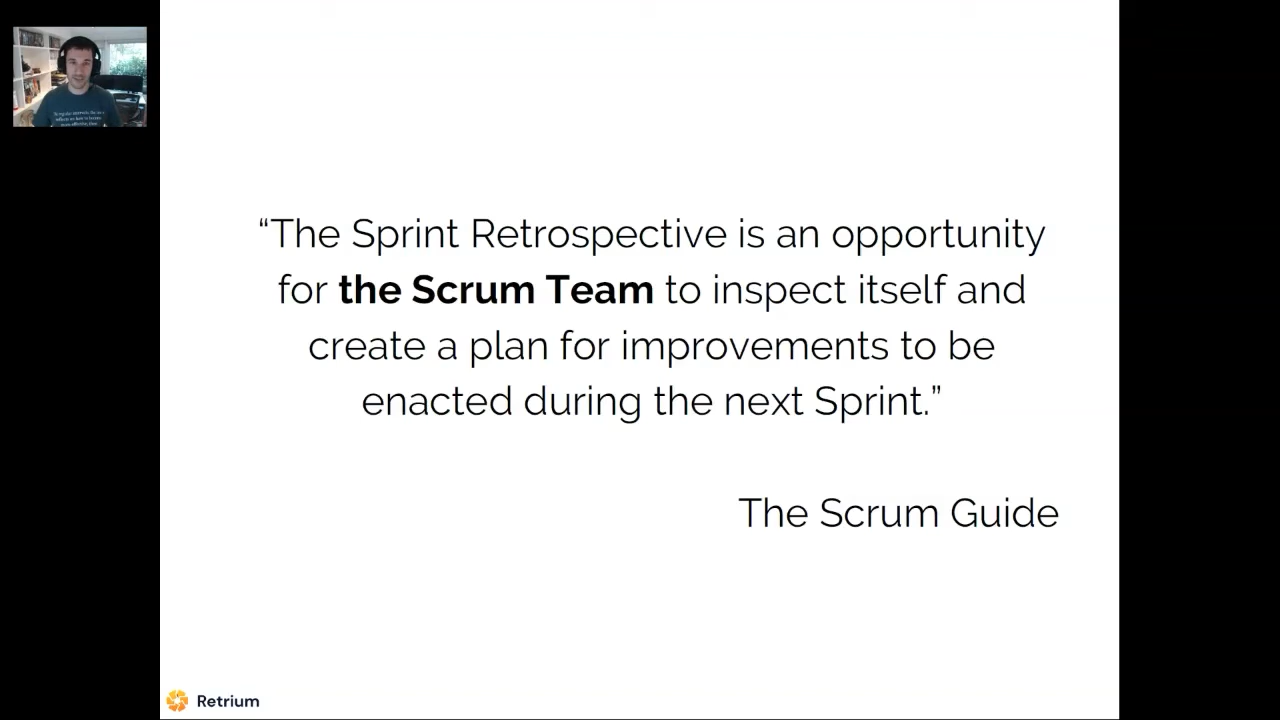 “The Sprint Retrospective is an opportunity
for the Scrum Team to inspect itself and
create a plan for improvements to be
enacted during the next Sprint.”
The Scrum Guide
Retrium